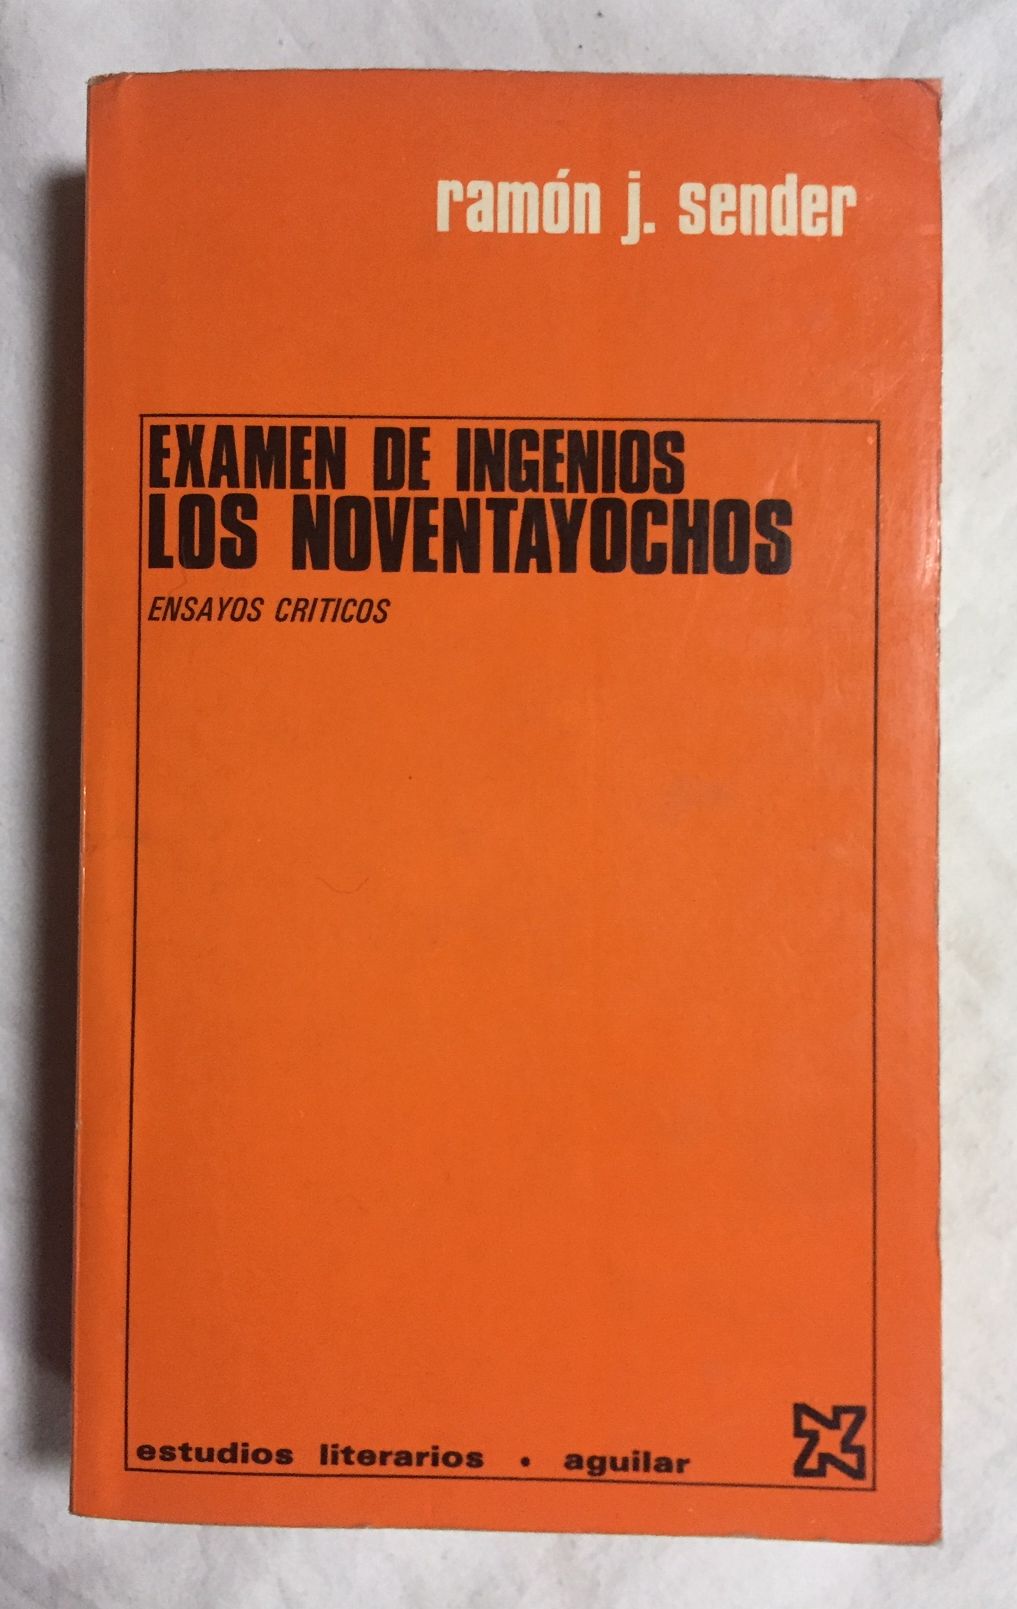 ramón j. sender
EXAMEN DE INGENIOS
LOS NOVENTAYOCHOS
ENSAYOS CRITICOS
estudios literarios • aguilar